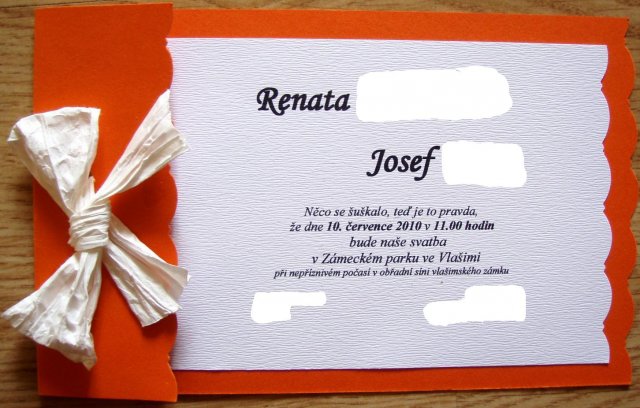 Renata
Josef
Něco se šuškalo, teď je to pravda,
že dne 10. července 2010 v 11.00 hodin
bude naše svatba
v Zámeckém parku ve Vlašimi
při nepříznivém počasí v obřadní síni vlašimského zámku